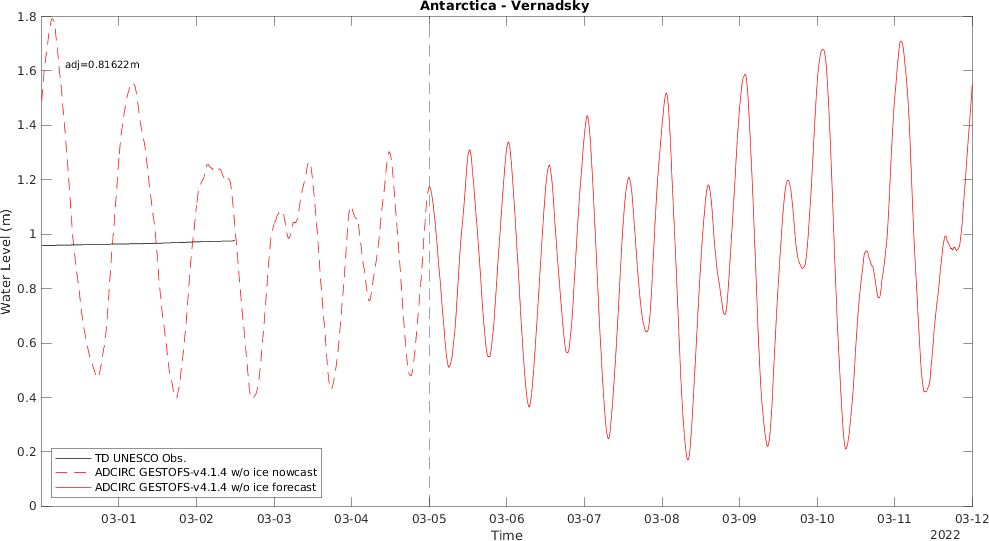 Antarctica - Vernadsky
Water Level (m)
1.8
1.6
1.4
1.2
1
0.8
0.6
0.4
0.2
0
adj=0.81622m
TD UNESCO Obs.
ADCIRC GESTOFS-v4.1.4 w/o ice nowcast
ADCIRC GESTOFS-v4.1.4 w/o ice forecast
03-01 03-02 03-03 03-04 03-05 03-06 03-07 03-08 03-09 03-10 03-11 03-12
Time
2022